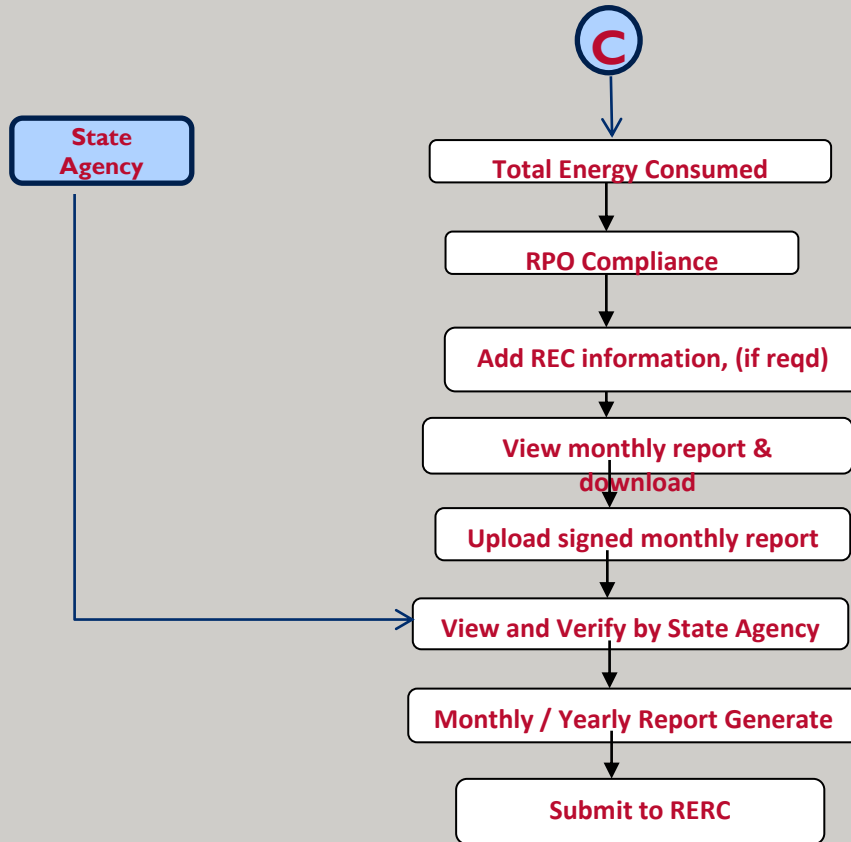 C
State
Agency
Total Energy Consumed
RPO Compliance
Add REC information, (if reqd)
View monthly report &
download
Upload signed monthly report
View and Verify by State Agency
Monthly / Yearly Report Generate
Submit to RERC